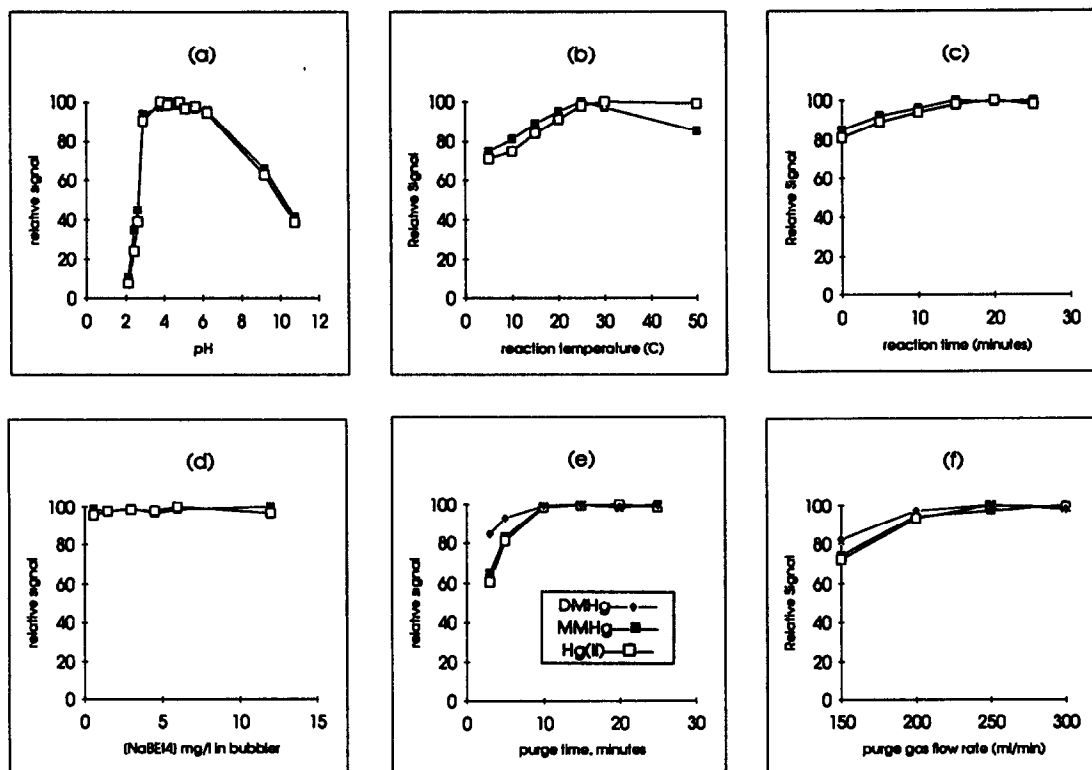 (a)
relative signal
100
80
60
40
20
0
0 2 4 6 8 10 12
pH
(b)
Relative Signal
100
80
60
40
20
0
0 10 20 30 40 50
reaction temperature (C)
(c)
Relative Signal
100
80
60
40
20
0
0 10 20 30
reaction time (minutes)
(d)
relative signal
100
80
60
40
20
0
0 5 10 15
[NaBEt4] mg/l in bubbler
(e)
relative signal
100
80
60
40
20
0
DMHg
MMHg
Hg(II)
0 10 20 30
purge time, minutes
(f)
Relative Signal
100
80
60
40
20
0
150 200 250 300
purge gas flow rate (ml/min)